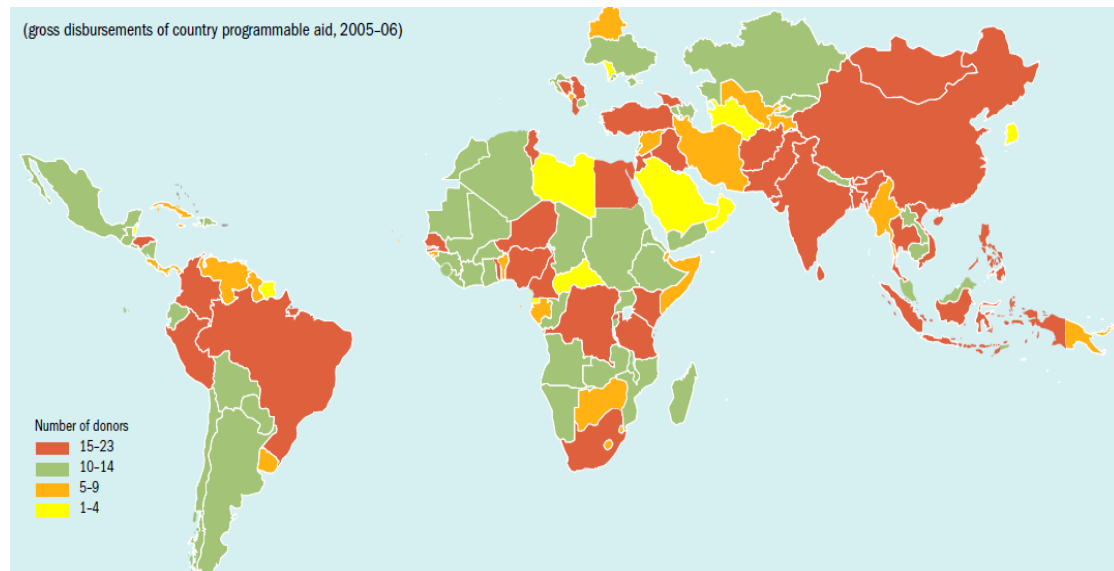 (gross disbursements of country programmable aid, 2005–06)
Number of donors
15–23
10–14
5–9
1–4